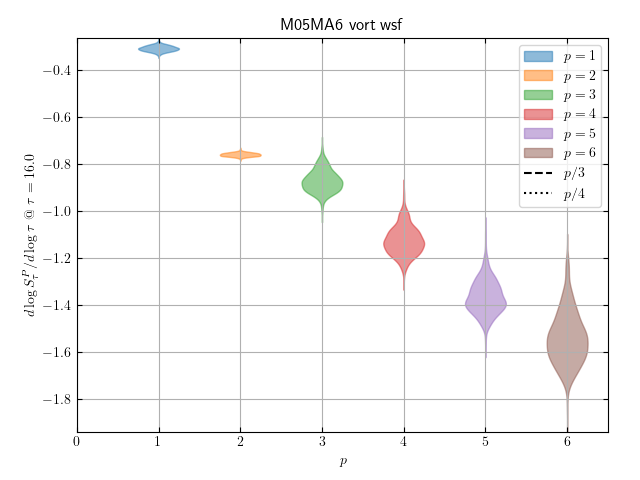 M05MA6 vort wsf
d log S_τ^P / d log τ @ τ = 16.0
−0.4
−0.6
−0.8
−1.0
−1.2
−1.4
−1.6
−1.8
0
1
2
3
4
5
6
p
p = 1
p = 2
p = 3
p = 4
p = 5
p = 6
p/3
p/4